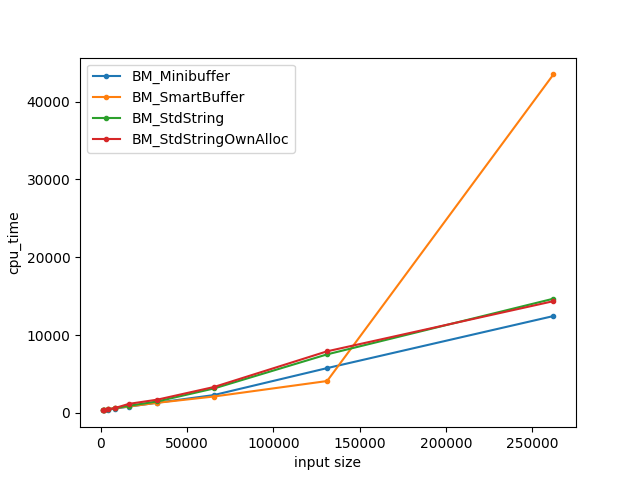 BM_Minibuffer
BM_SmartBuffer
BM_StdString
BM_StdStringOwnAlloc
40000
30000
20000
10000
0
cpu_time
0 50000 100000 150000 200000 250000
input size